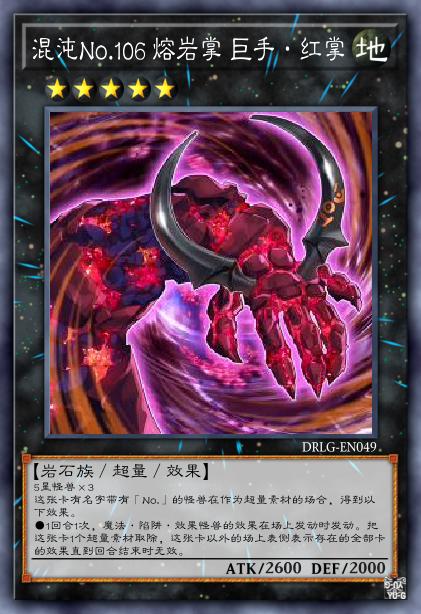 混沌No.106 熔岩掌 巨手·红掌 地
DRLG-EN049
【岩石族／超量／效果】
5星怪兽×3
这张卡有名字带有「No.」的怪兽在作为超量素材的场合，得到以
下效果。
●1回合1次，魔法·陷阱·效果怪兽的效果在场上发动时发动。把
这张卡1个超量素材取除，这张卡以外的场上表侧表示存在的全部卡
的效果直到回合结束时无效。
ATK/2600 DEF/2000